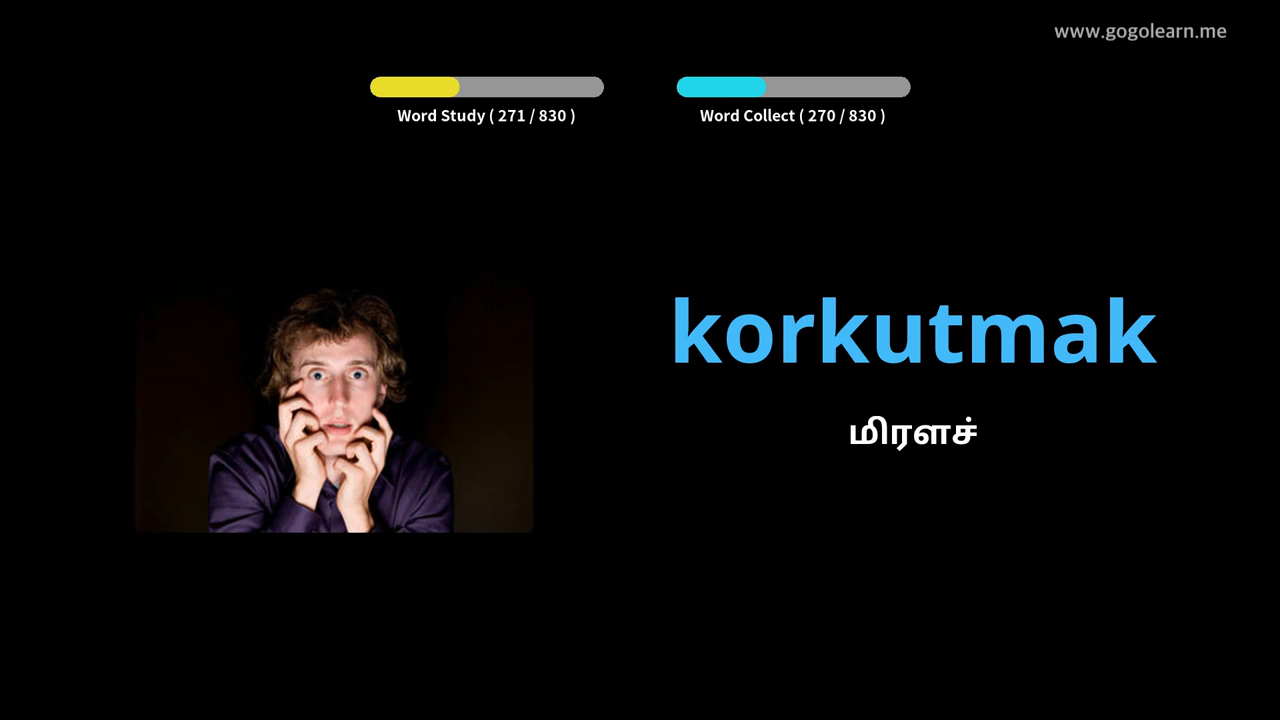 www.gogolearn.me
Word Study ( 271 / 830 )
Word Collect ( 270 / 830 )
korkutmak
மிரளச்